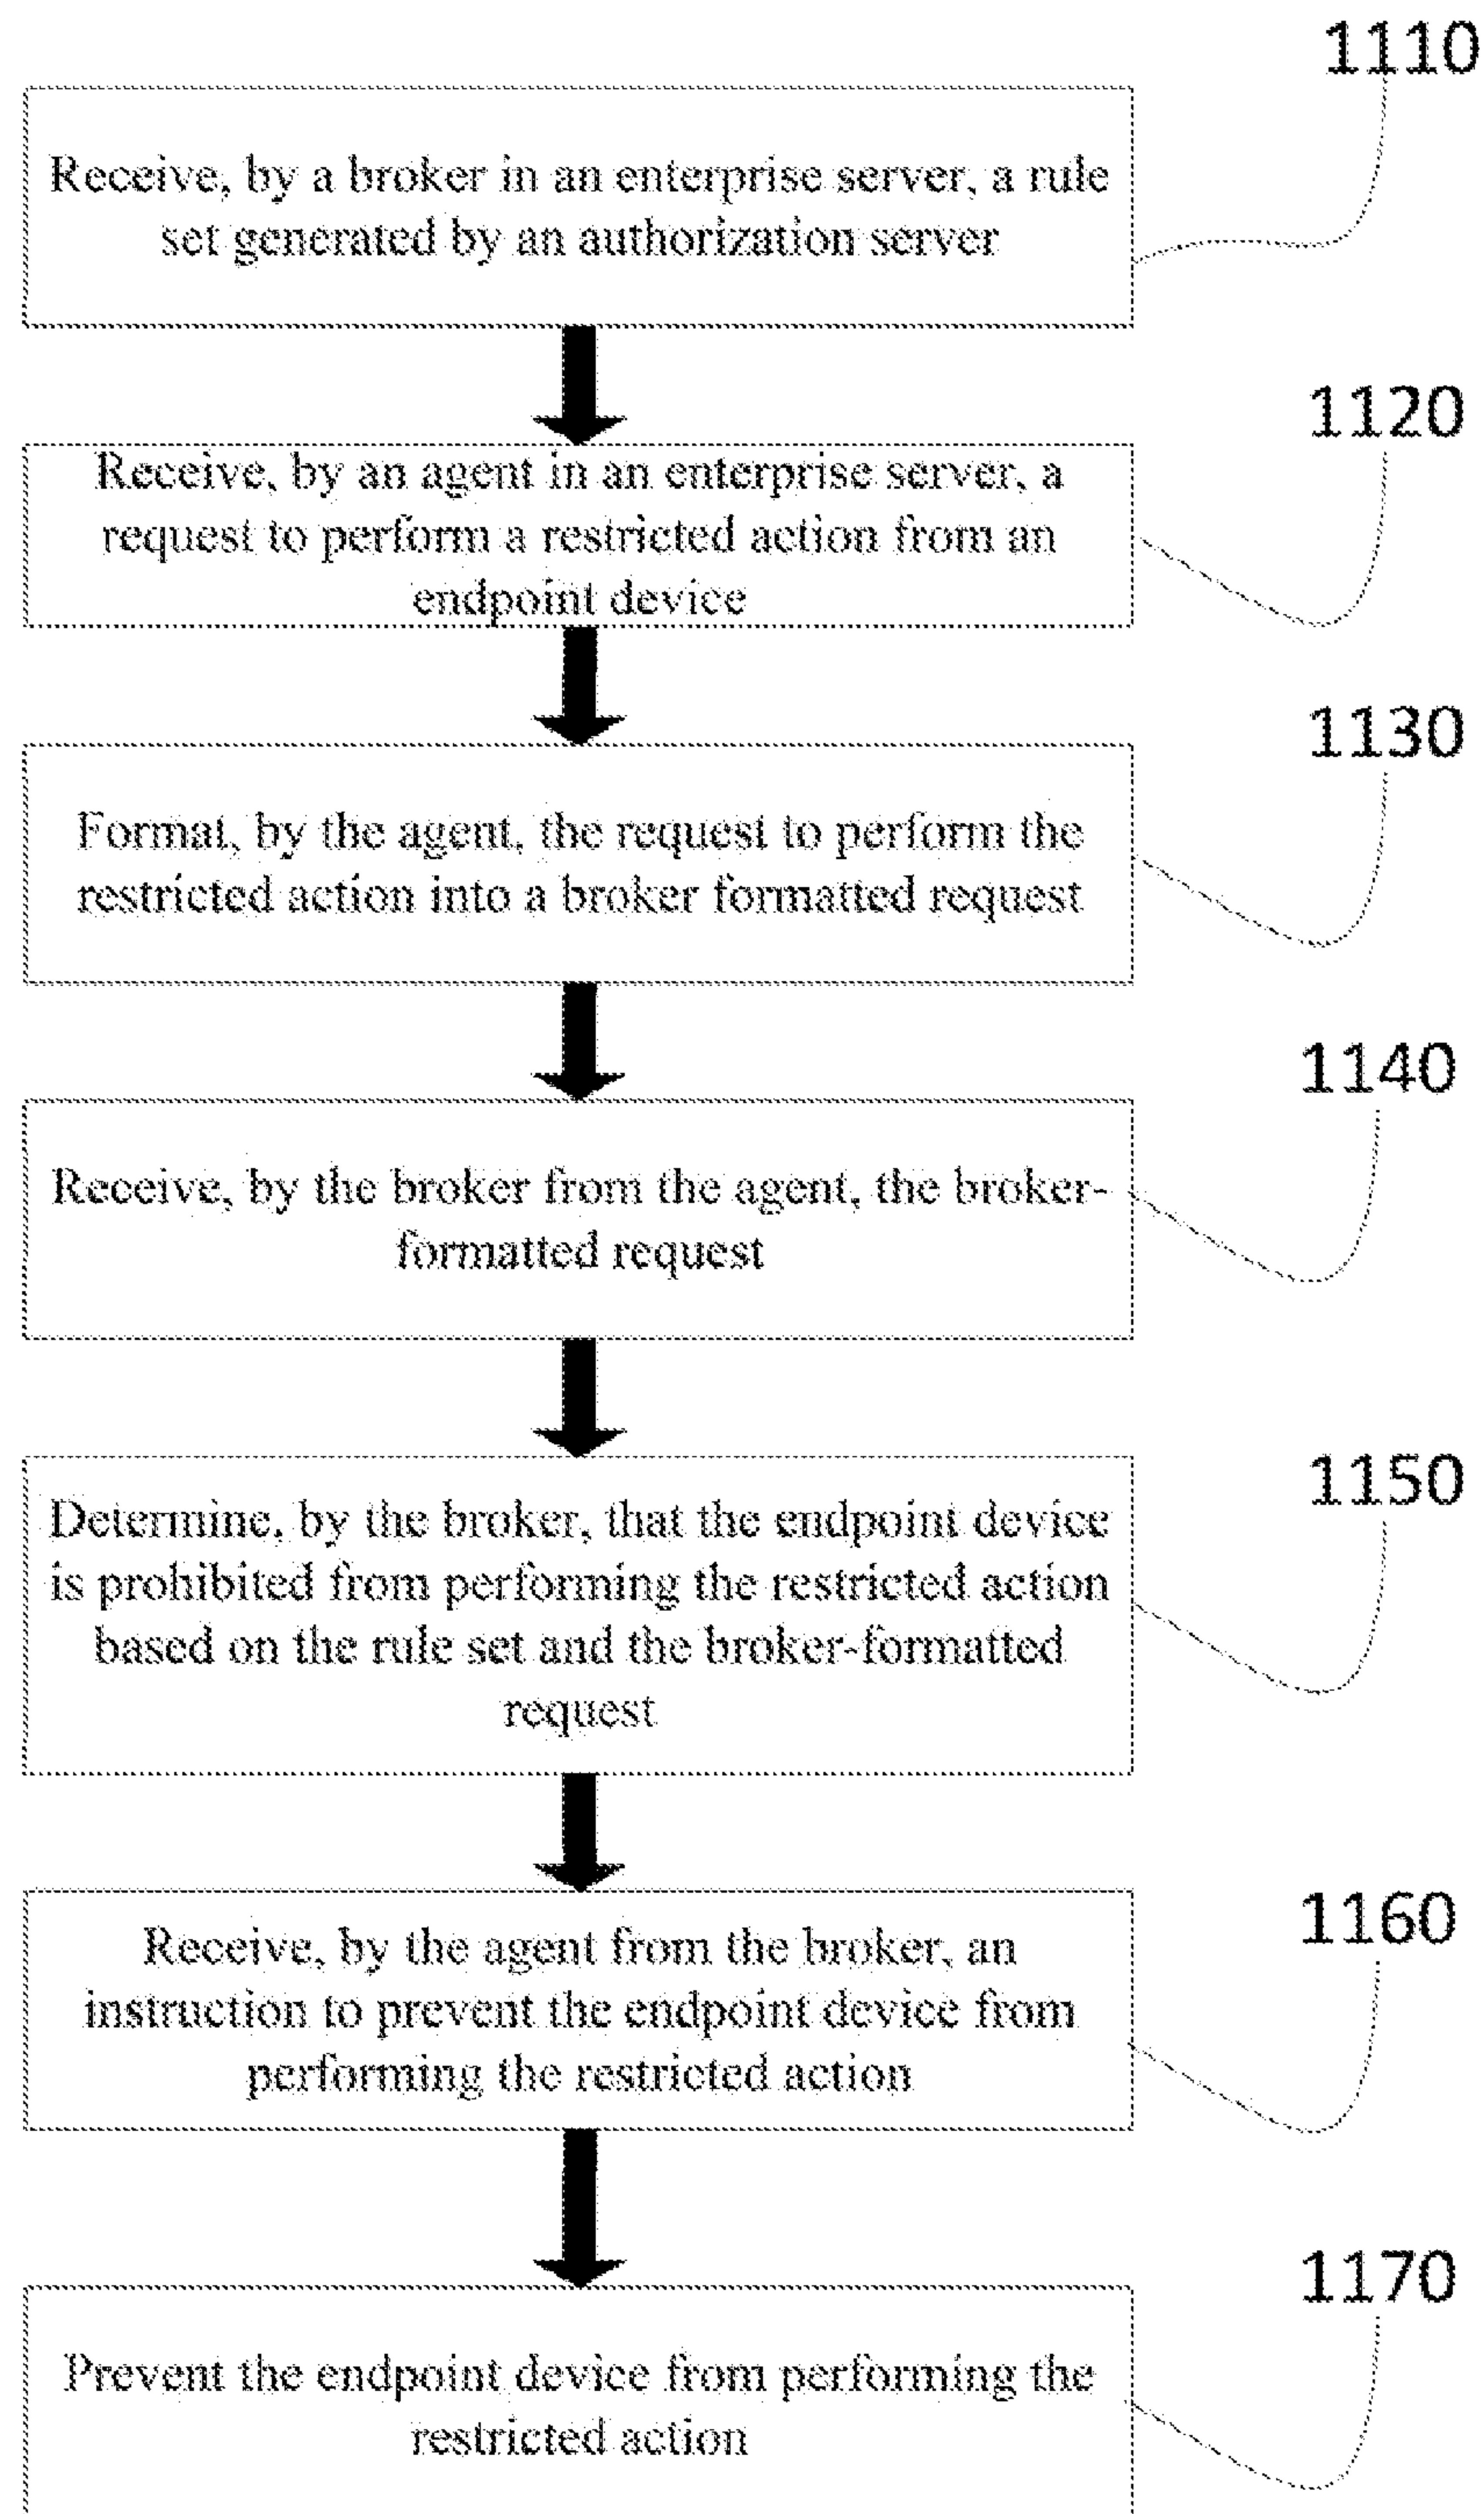 1110
Receive, by a broker in an enterprise server, a rule
set generated by an authorization server
1120
Receive, by an agent in an enterprise server, a
request to perform a restricted action from an
endpoint device
1130
Format, by the agent, the request to perform the
restricted action into a broker formatted request
1140
Receive, by the broker from the agent, the broker-
formatted request
1150
Determine, by the broker, that the endpoint device
is prohibited from performing the restricted action
based on the rule set and the broker-formatted
request
1160
Receive, by the agent from the broker, an
instruction to prevent the endpoint device from
performing the restricted action
1170
Prevent the endpoint device from performing the
restricted action